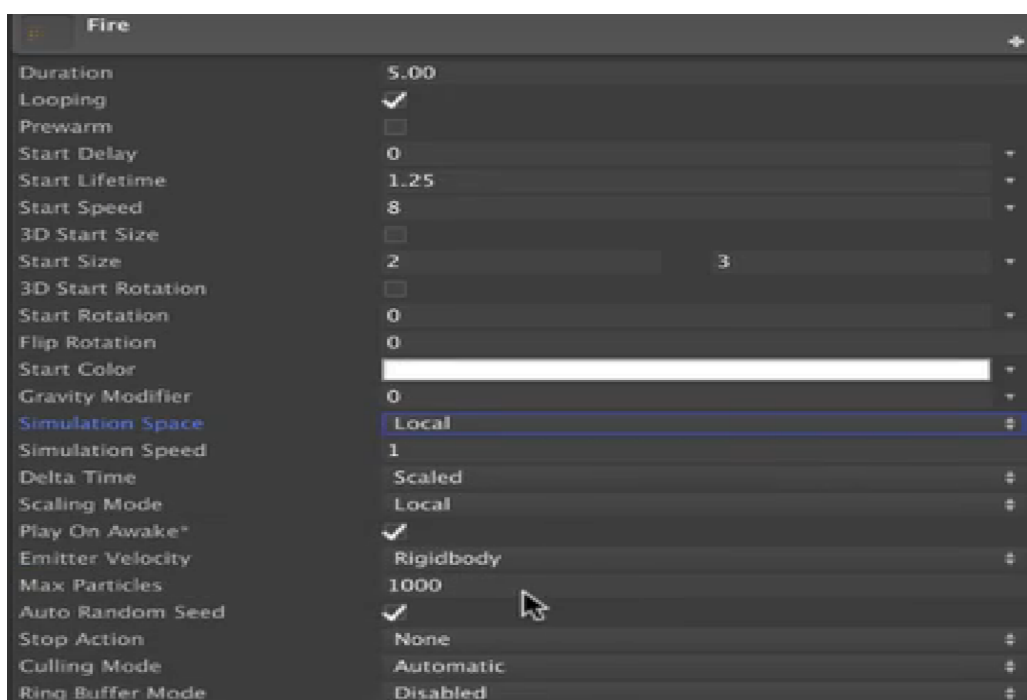 Fire
Duration 5.00
Looping
Prewarm
Start Delay 0
Start Lifetime 1.25
Start Speed 8
3D Start Size
Start Size 2 3
3D Start Rotation
Start Rotation 0
Flip Rotation 0
Start Color
Gravity Modifier 0
Simulation Space Local
Simulation Speed 1
Delta Time Scaled
Scaling Mode Local
Play On Awake*
Emitter Velocity Rigidbody
Max Particles 1000
Auto Random Seed
Stop Action None
Culling Mode Automatic
Ring Buffer Mode Disabled